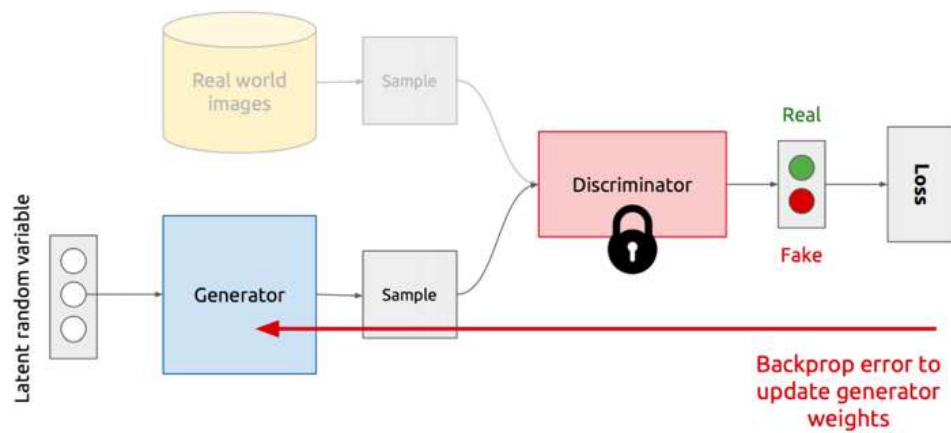 Real world
images
Sample
Real
Discriminator
Loss
Fake
Latent random variable
Generator
Sample
Backprop error to
update generator
weights